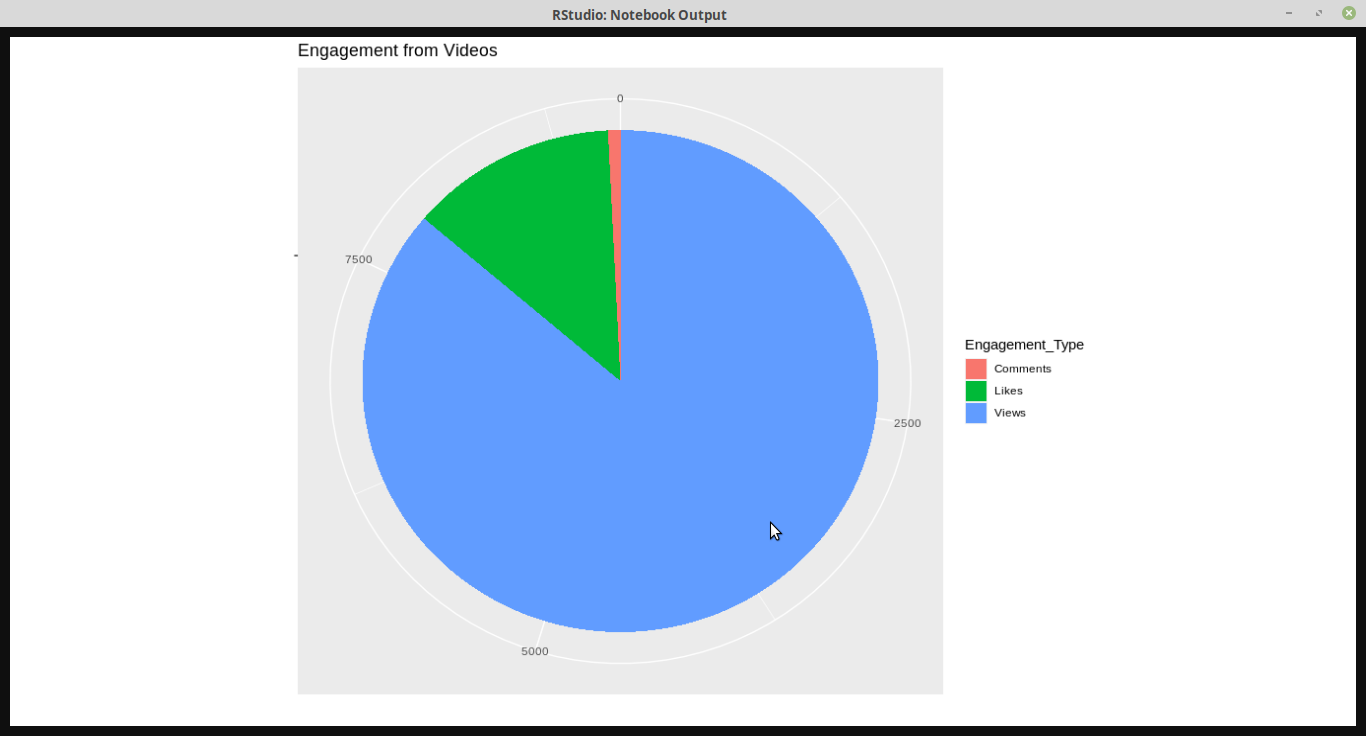 RStudio: Notebook Output
Engagement from Videos
0
7500
2500
5000
Engagement_Type
Comments
Likes
Views